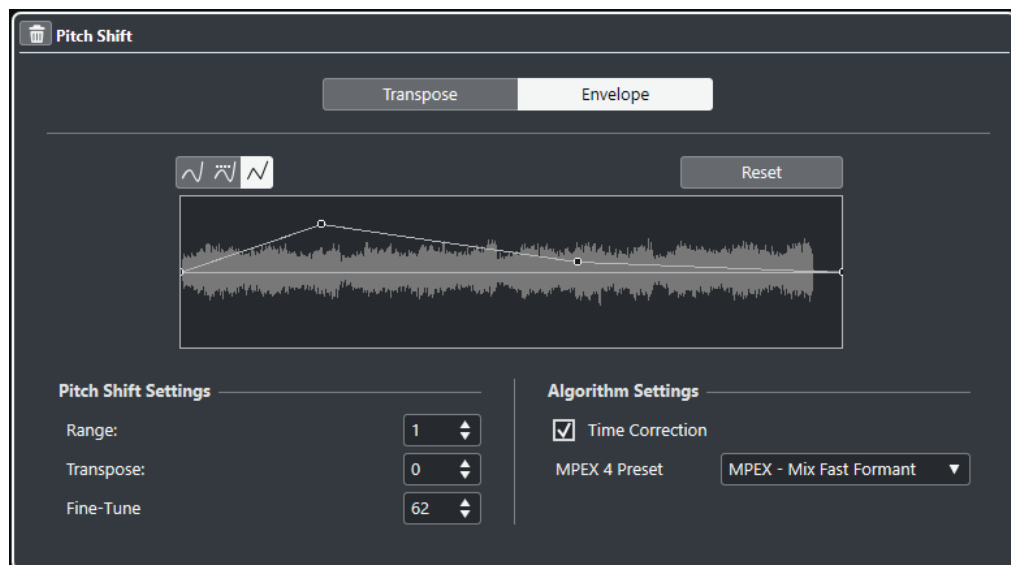 Pitch Shift
Transpose Envelope
Reset
Pitch Shift Settings
Range: 1
Transpose: 0
Fine-Tune 62
Algorithm Settings
Time Correction
MPEX 4 Preset MPEX - Mix Fast Formant